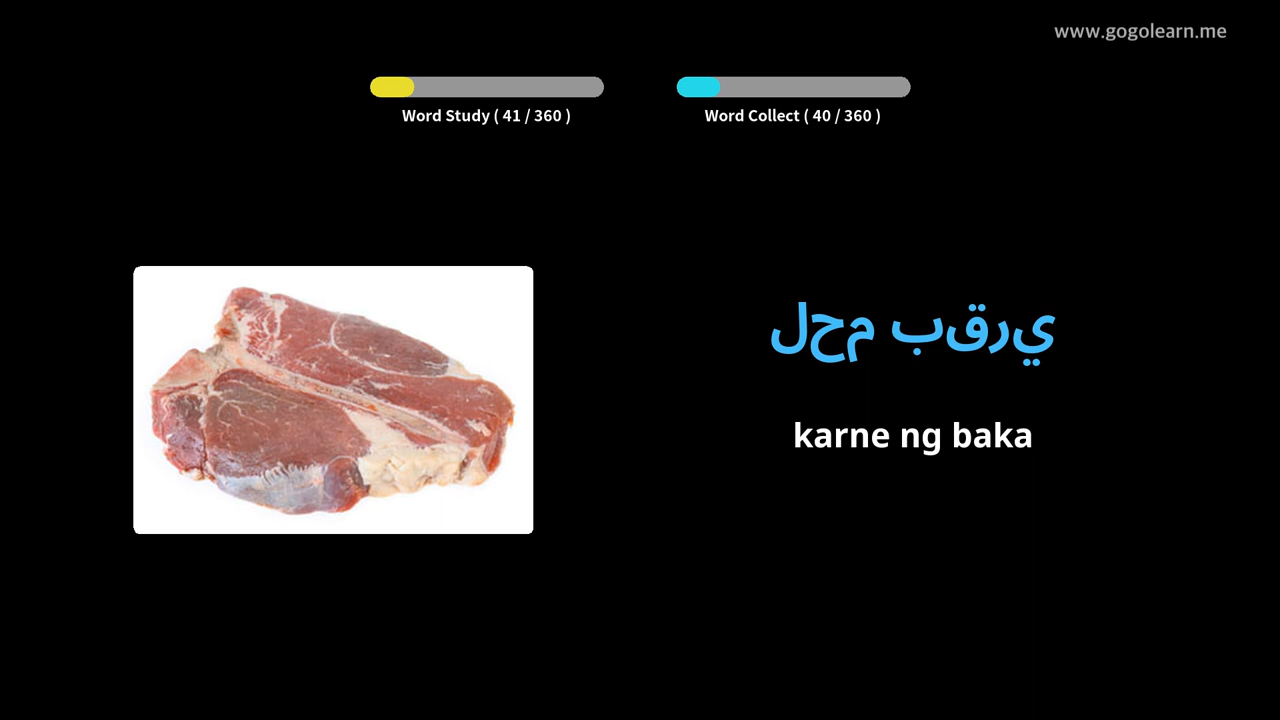 www.gogolearn.me
Word Study ( 41 / 360 )
Word Collect ( 40 / 360 )
لحم بقري
karne ng baka